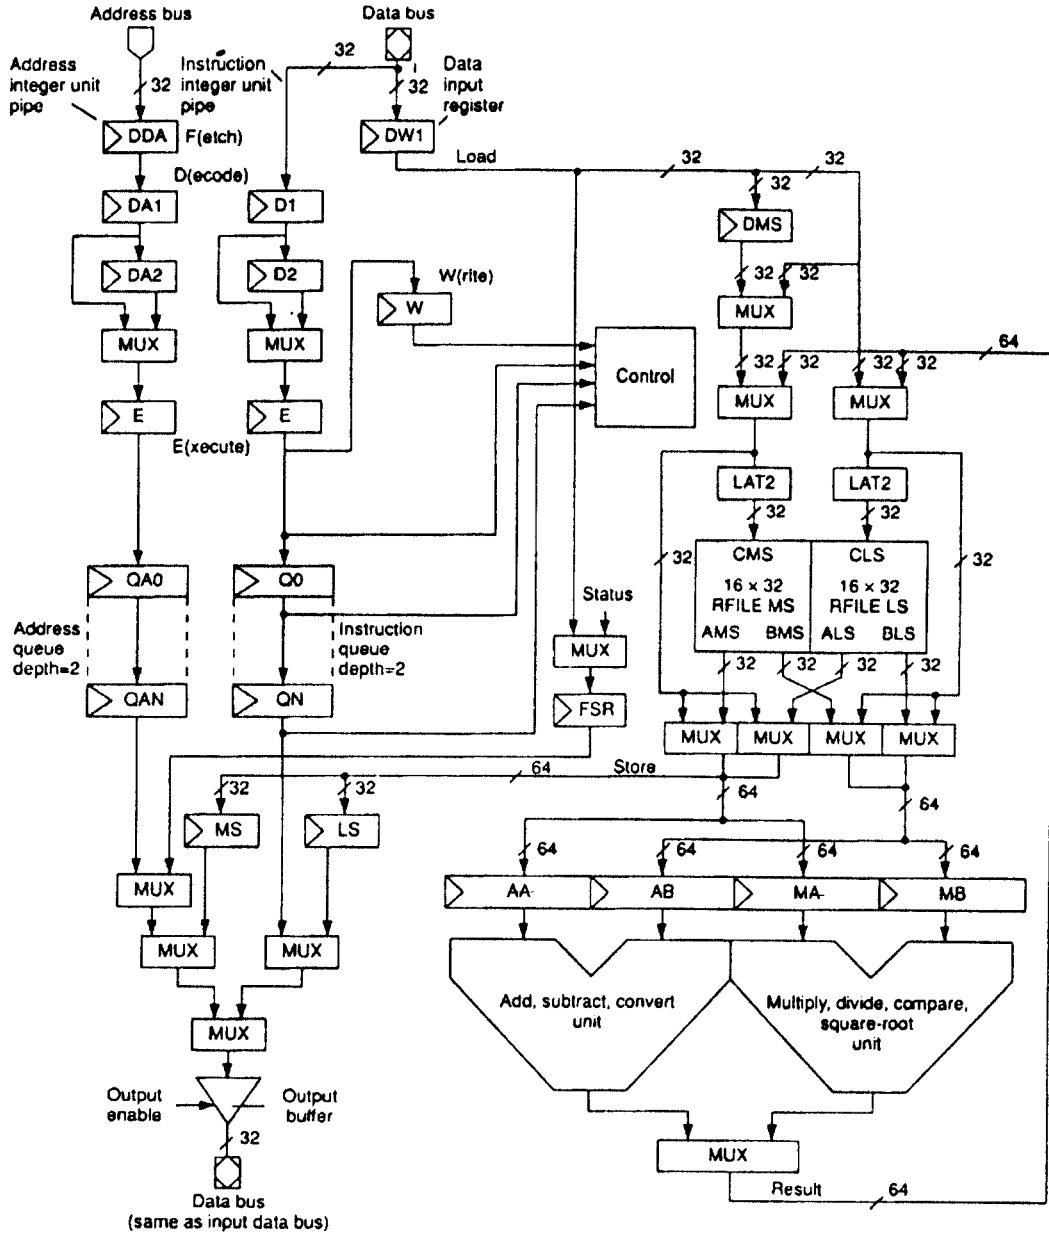 Address bus
Data bus
Address
integer unit
pipe
32
Instruction
integer unit
pipe
32
32
Data
input
register
DDA
F(etch)
DW1
Load
32
32
D(ecode)
32
DA1
D1
DMS
DA2
D2
W(rite)
32
32
W
MUX
MUX
MUX
Control
64
32
32
32
32
E
E
MUX
MUX
E(xecute)
LAT2
LAT2
32
32
32
CMS
CLS
32
QA0
Q0
16 × 32
RFILE MS
16 × 32
RFILE LS
Status
AMS
BMS
ALS
BLS
Address
queue
depth=2
Instruction
queue
depth=2
MUX
32
32
32
32
QAN
QN
FSR
MUX
MUX
MUX
MUX
64
Store
32
32
64
64
MS
LS
64
64
64
64
MUX
AA
AB
MA
MB
MUX
MUX
Add, subtract, convert
unit
Multiply, divide, compare,
square-root
unit
MUX
Output
enable
Output
buffer
32
MUX
Data bus
(same as input data bus)
Result
64